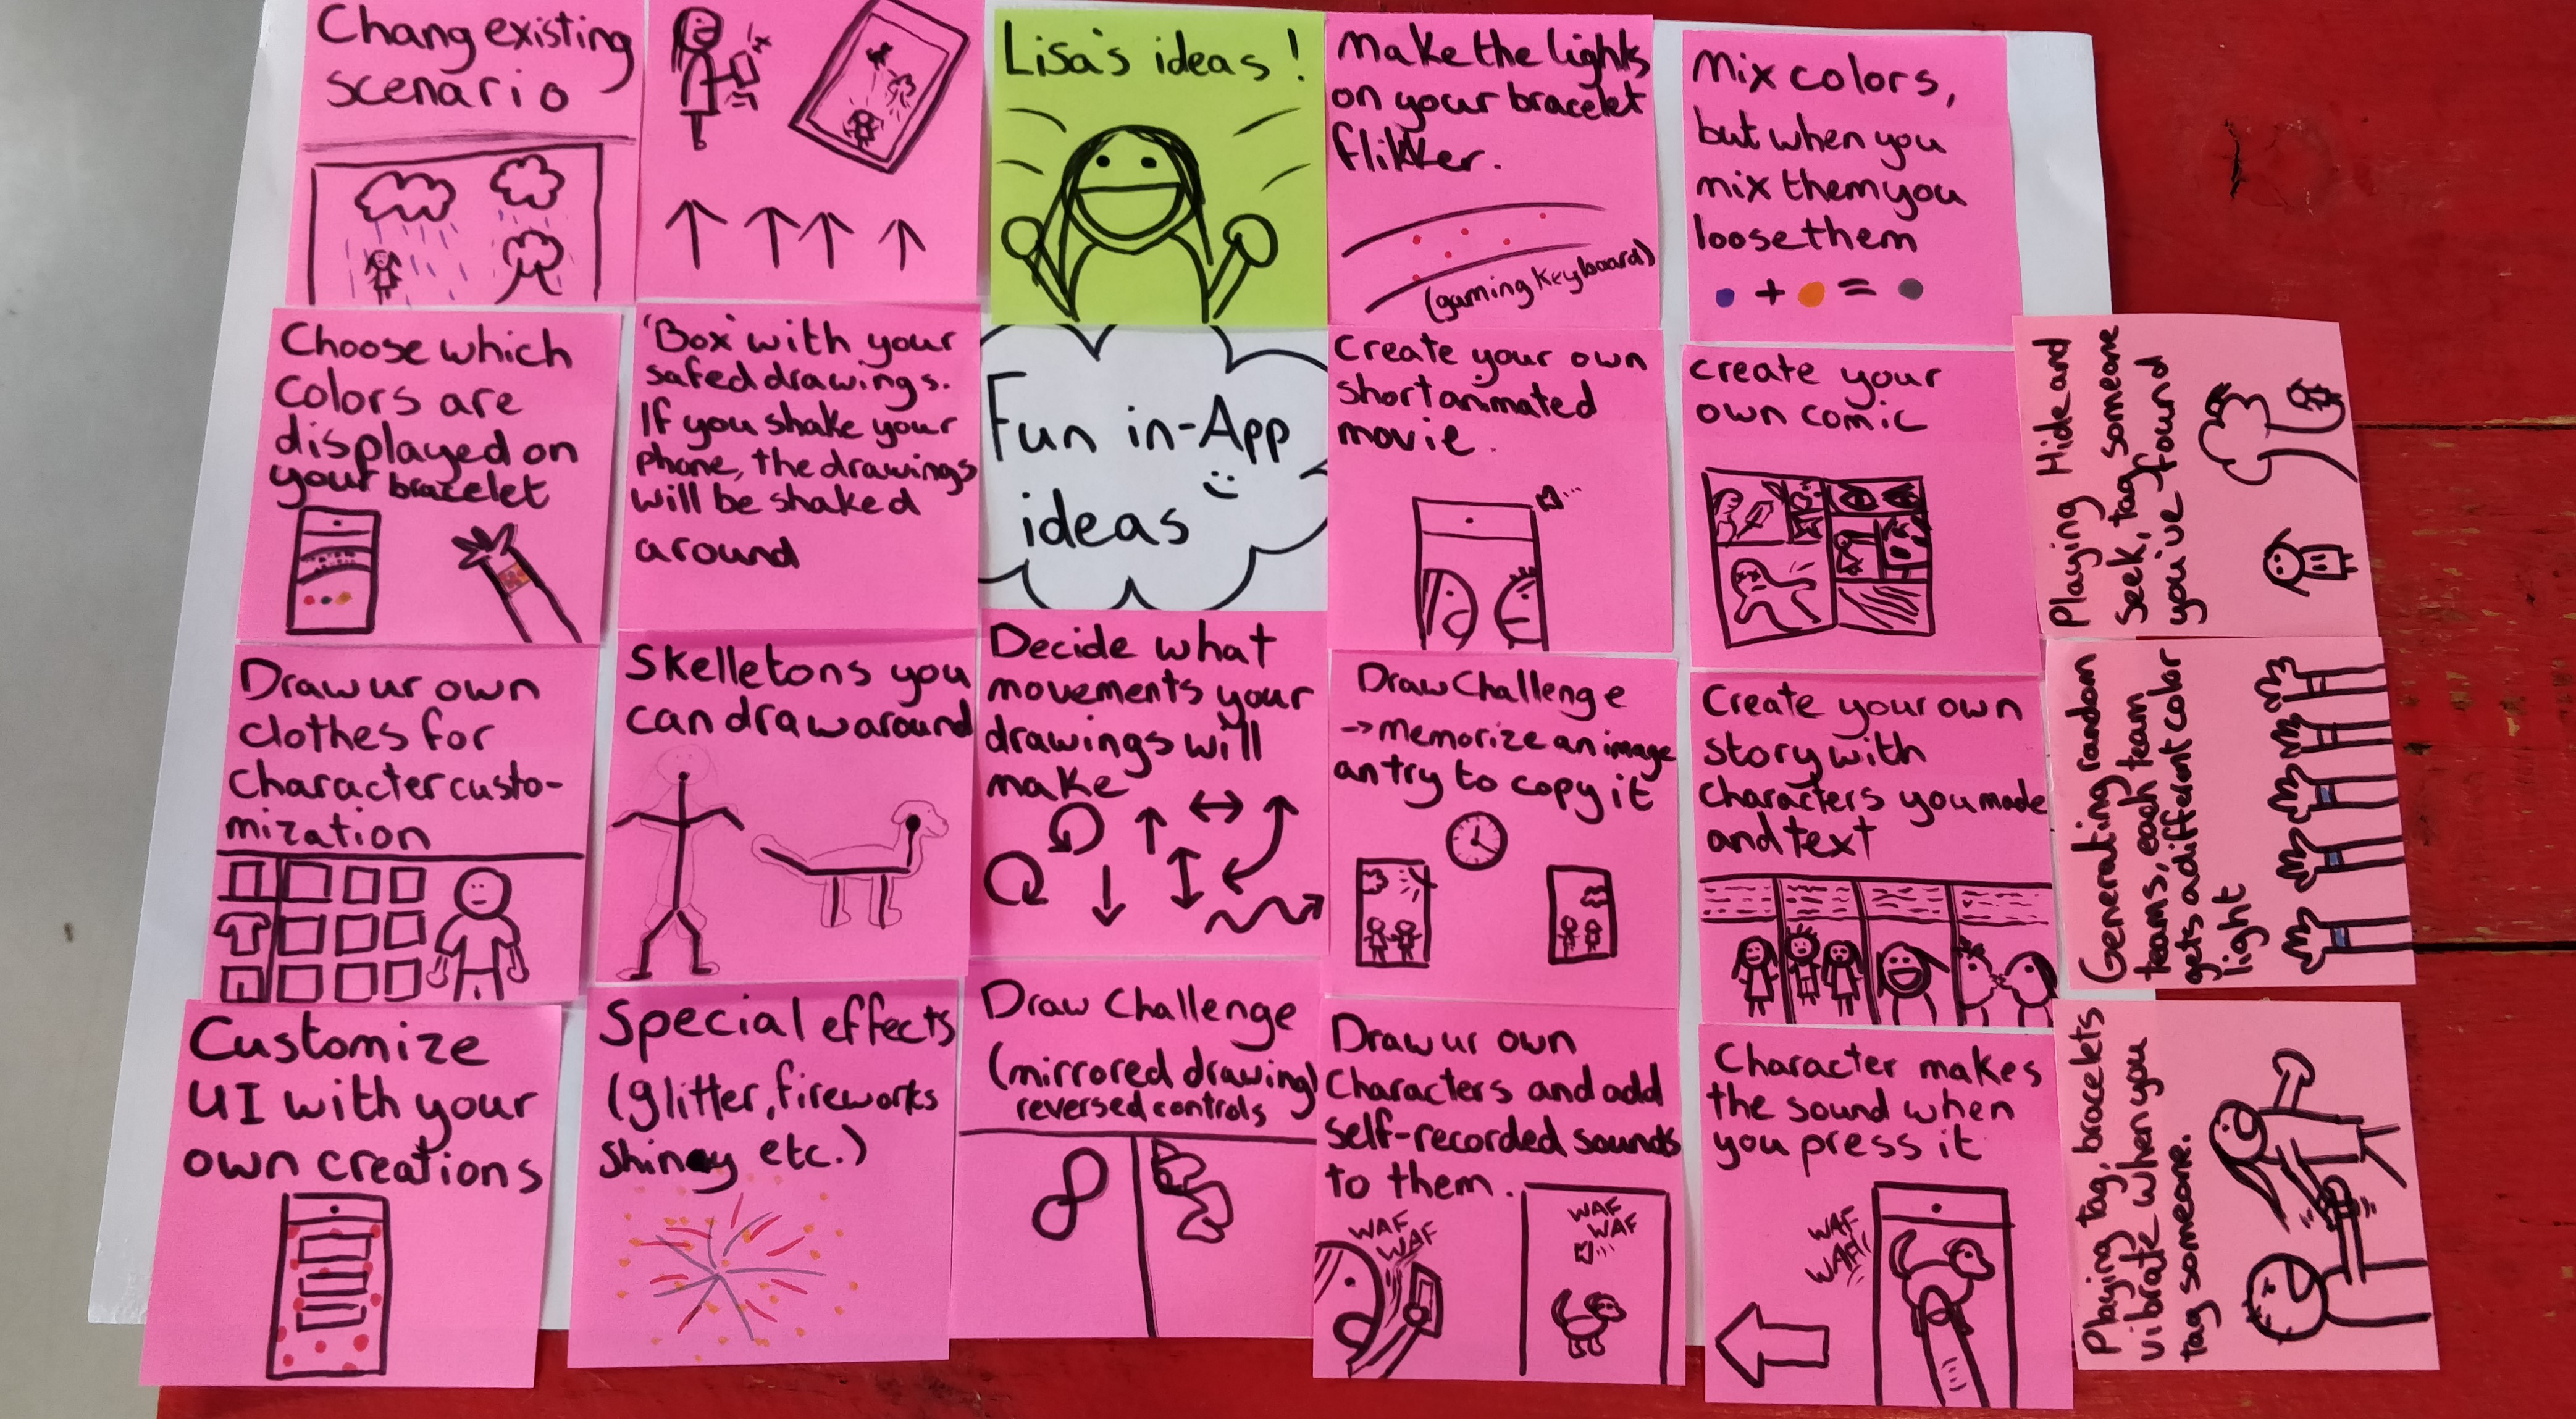 Chang existing
scenario
Lisa's ideas!
Make the lights
on your bracelet
flikker.
(gaming keyboard)
Mix colors,
but when you
mix them you
loose them
+ =
Choose which
colors are
displayed on
your bracelet
'Box' with your
safed drawings.
If you shake your
phone, the drawings
will be shaked
around
Fun in-App
ideas
Create your own
short animated
movie.
create your
own comic
Playing Hide and
Seek, tag someone
you've found
Draw ur own
clothes for
character custo-
mization
Skelletons you
can draw around
Decide what
movements your
drawings will
make
Draw Challenge
→ Memorize an image
an try to copy it
Create your own
story with
characters you made
and text
Generating random
teams, each team
gets a different color
light
Customize
UI with your
own creations
Special effects
(glitter, fireworks
shiny etc.)
Draw Challenge
(mirrored drawing)
reversed controls
Draw ur own
Characters and add
self-recorded sounds
to them.
WAF
WAF
WAF
WAF
Character makes
the sound when
you press it
WAF
WAF
Playing tag, bracelets
vibrate when you
tag someone.